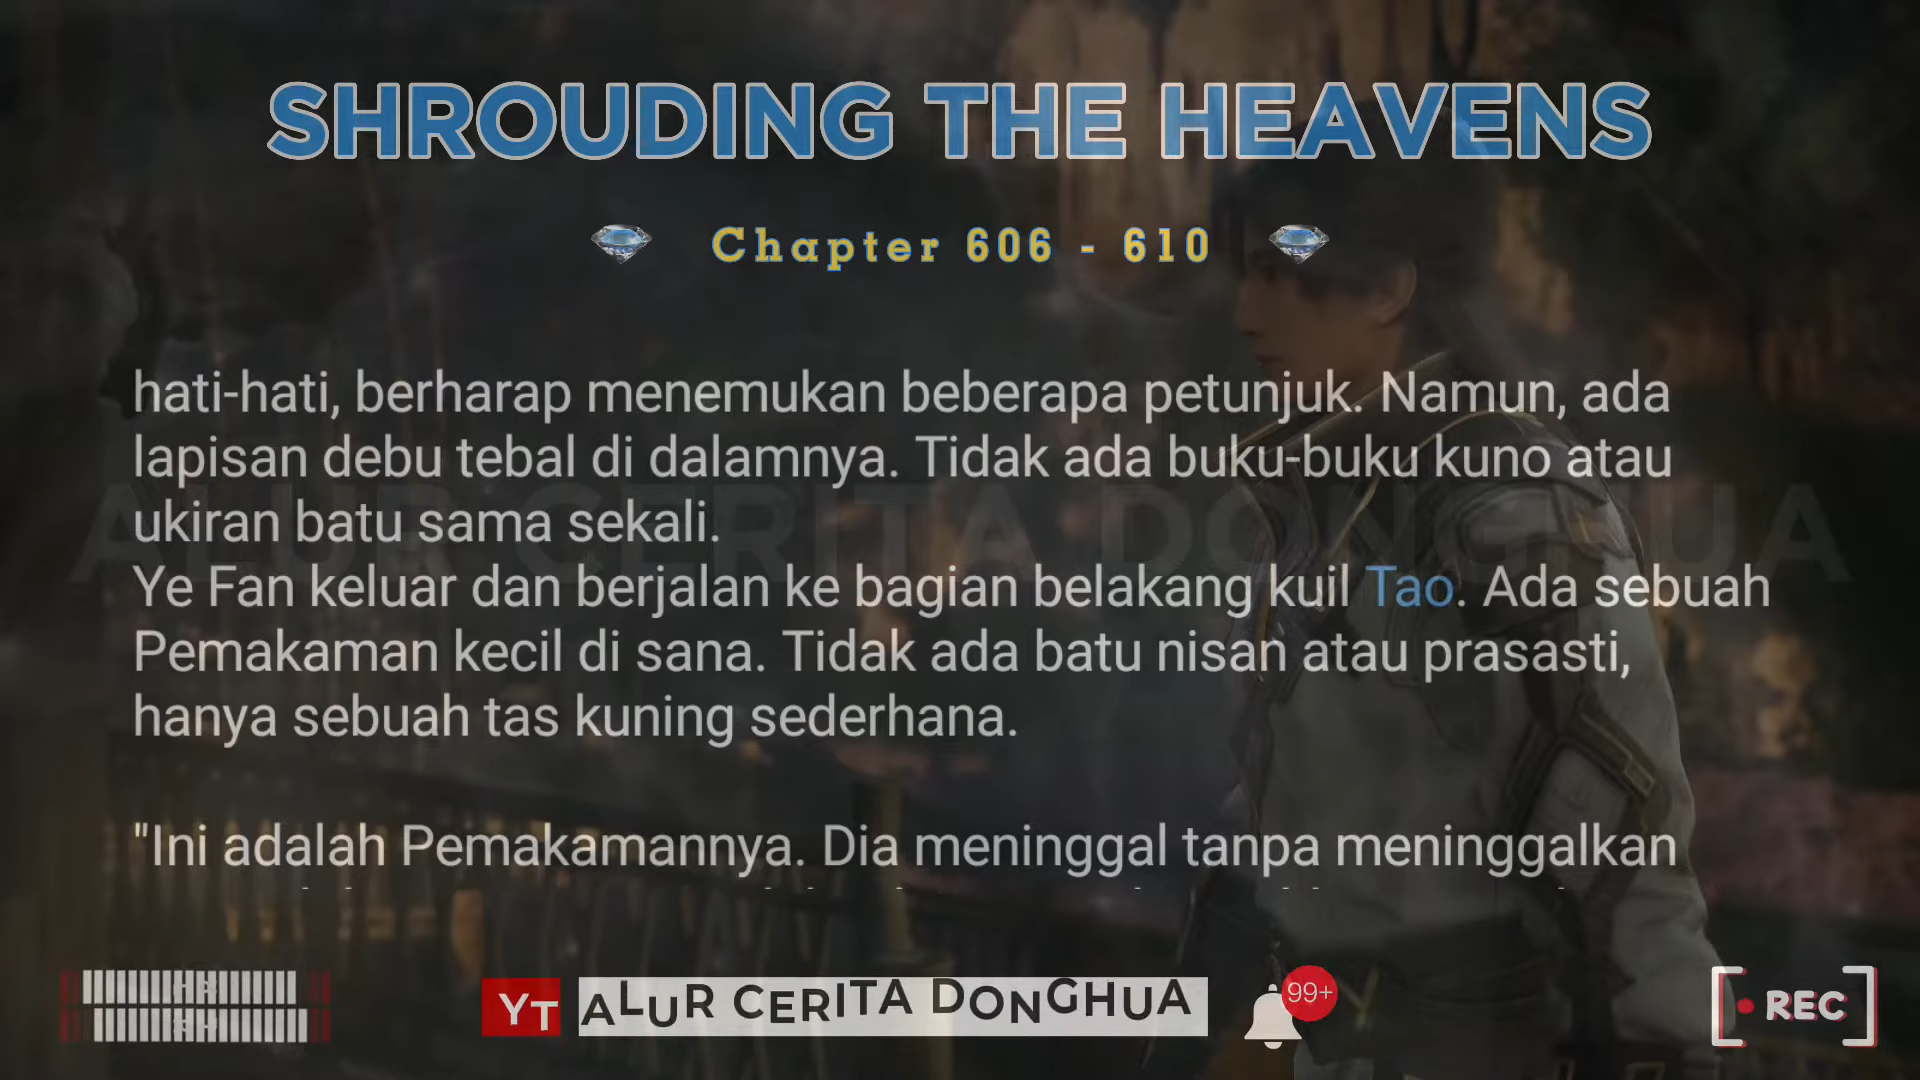 SHROUDING THE HEAVENS
Chapter 606 - 610
hati-hati, berharap menemukan beberapa petunjuk. Namun, ada
lapisan debu tebal di dalamnya. Tidak ada buku-buku kuno atau
ukiran batu sama sekali.
ALUR CERITA DONGHUA
Ye Fan keluar dan berjalan ke bagian belakang kuil Tao. Ada sebuah
Pemakaman kecil di sana. Tidak ada batu nisan atau prasasti,
hanya sebuah tas kuning sederhana.
"Ini adalah Pemakamannya. Dia meninggal tanpa meninggalkan
YT ALUR CERITA DONGHUA 99+
REC